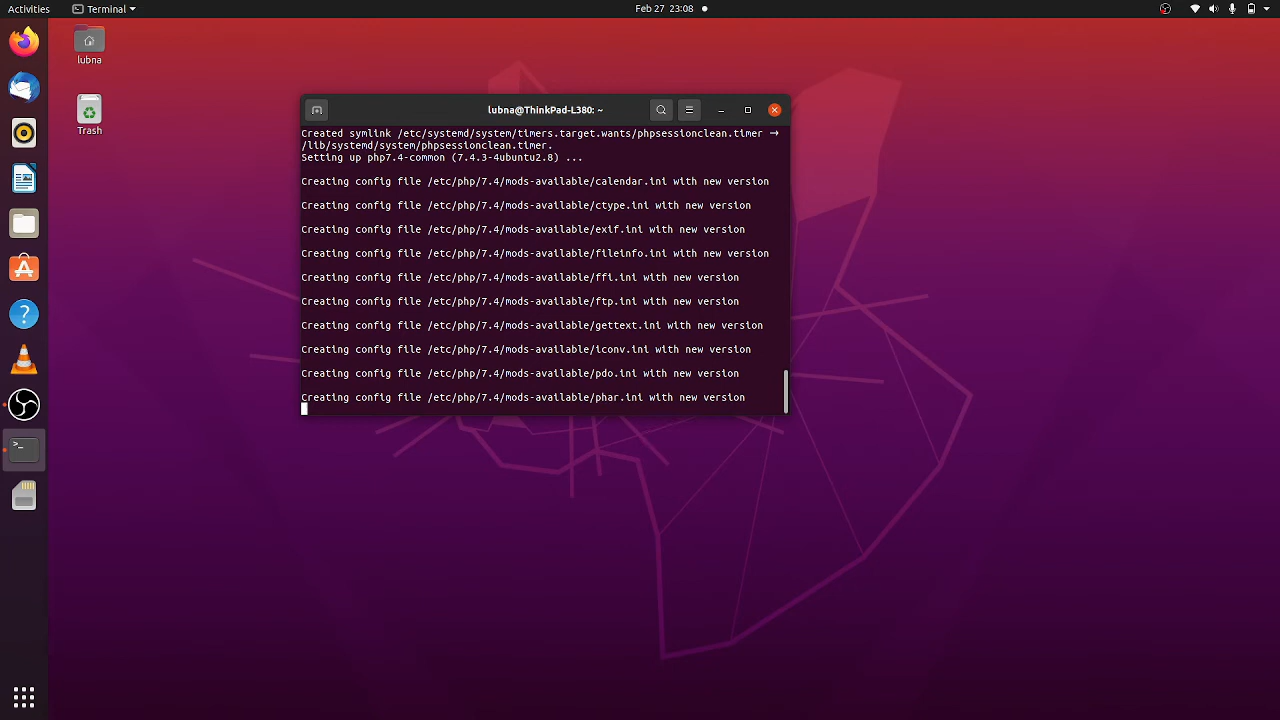 Activities
Terminal
Feb 27 23:08
lubna
Trash
lubna@ThinkPad-L380: ~
Created symlink /etc/systemd/system/timers.target.wants/phpsessionclean.timer →
/lib/systemd/system/phpsessionclean.timer.
Setting up php7.4-common (7.4.3-4ubuntu2.8) ...
Creating config file /etc/php/7.4/mods-available/calendar.ini with new version
Creating config file /etc/php/7.4/mods-available/ctype.ini with new version
Creating config file /etc/php/7.4/mods-available/exif.ini with new version
Creating config file /etc/php/7.4/mods-available/fileinfo.ini with new version
Creating config file /etc/php/7.4/mods-available/ffi.ini with new version
Creating config file /etc/php/7.4/mods-available/ftp.ini with new version
Creating config file /etc/php/7.4/mods-available/gettext.ini with new version
Creating config file /etc/php/7.4/mods-available/iconv.ini with new version
Creating config file /etc/php/7.4/mods-available/pdo.ini with new version
Creating config file /etc/php/7.4/mods-available/phar.ini with new version